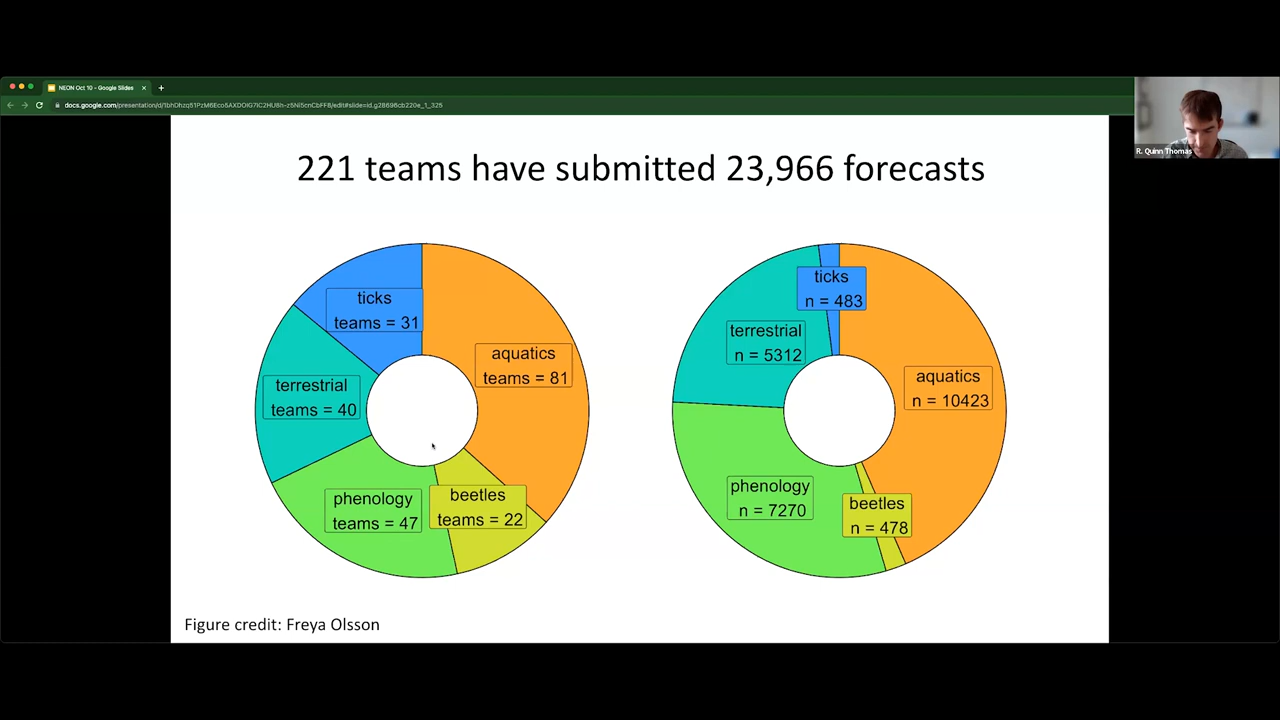 NEON Oct 10 - Google Slides
R. Quinn Thomas
221 teams have submitted 23,966 forecasts
ticks
teams = 31
aquatics
teams = 81
terrestrial
teams = 40
phenology
teams = 47
beetles
teams = 22
ticks
n = 483
terrestrial
n = 5312
aquatics
n = 10423
phenology
n = 7270
beetles
n = 478
Figure credit: Freya Olsson